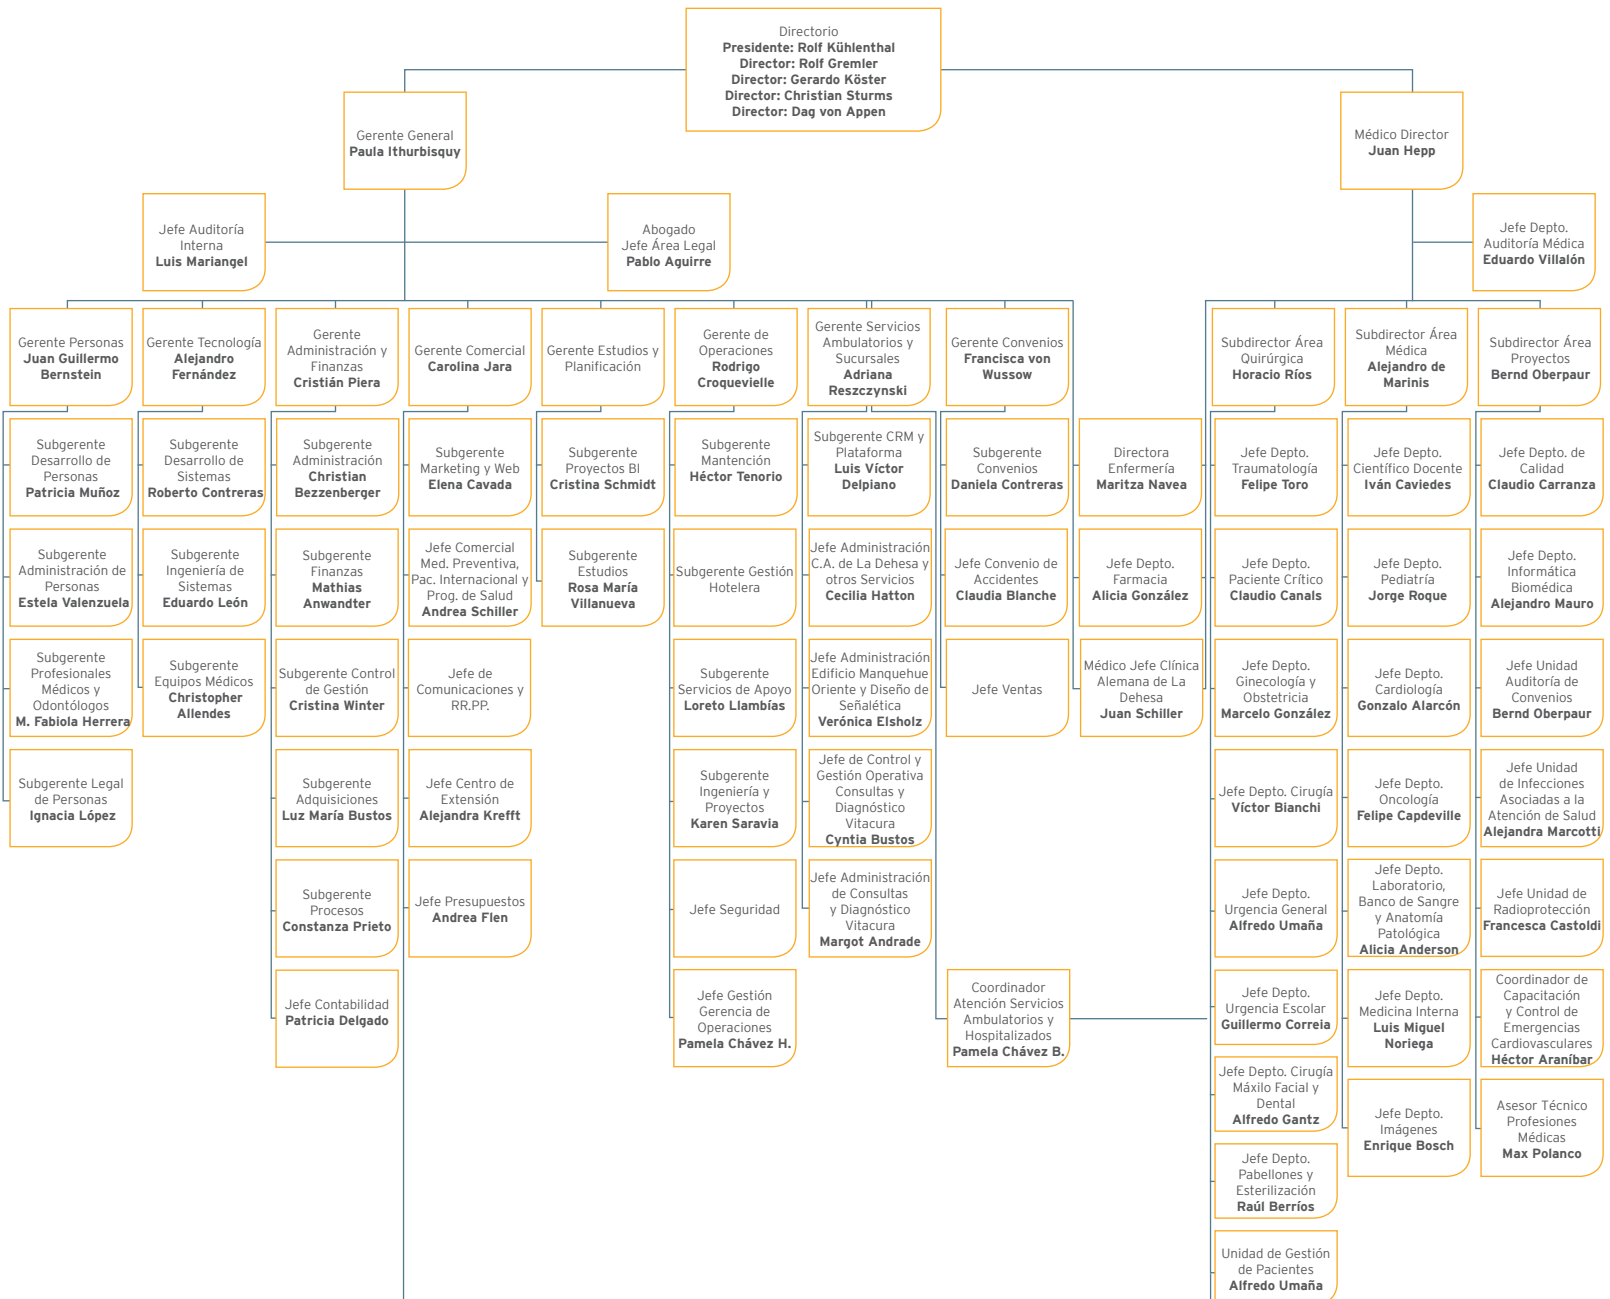 Directorio
Presidente: Rolf Kühlenthal
Director: Rolf Gremler
Director: Gerardo Köster
Director: Christian Sturms
Director: Dag von Appen
Gerente General
Paula Ithurbisquy
Médico Director
Juan Hepp
Jefe Auditoría
Interna
Luis Mariangel
Abogado
Jefe Área Legal
Pablo Aguirre
Jefe Depto.
Auditoría Médica
Eduardo Villalón
Gerente Personas
Juan Guillermo
Bernstein
Gerente Tecnología
Alejandro
Fernández
Gerente
Administración y
Finanzas
Cristián Piera
Gerente Comercial
Carolina Jara
Gerente Estudios y
Planificación
Gerente de
Operaciones
Rodrigo
Croquevielle
Gerente Servicios
Ambulatorios y
Sucursales
Adriana
Reszczynski
Gerente Convenios
Francisca von
Wussow
Subdirector Área
Quirúrgica
Horacio Ríos
Subdirector Área
Médica
Alejandro de
Marinis
Subdirector Área
Proyectos
Bernd Oberpaur
Subgerente
Desarrollo de
Personas
Patricia Muñoz
Subgerente
Desarrollo de
Sistemas
Roberto Contreras
Subgerente
Administración
Christian
Bezzenberger
Subgerente
Marketing y Web
Elena Cavada
Subgerente
Proyectos BI
Cristina Schmidt
Subgerente
Mantención
Héctor Tenorio
Subgerente CRM y
Plataforma
Luis Víctor
Delpiano
Subgerente
Convenios
Daniela Contreras
Directora
Enfermería
Maritza Navea
Jefe Depto.
Traumatología
Felipe Toro
Jefe Depto.
Científico Docente
Iván Caviedes
Jefe Depto. de
Calidad
Claudio Carranza
Subgerente
Administración de
Personas
Estela Valenzuela
Subgerente
Ingeniería de
Sistemas
Eduardo León
Subgerente
Finanzas
Mathias
Anwandter
Jefe Comercial
Med. Preventiva,
Pac. Internacional y
Prog. de Salud
Andrea Schiller
Subgerente
Estudios
Rosa María
Villanueva
Subgerente Gestión
Hotelera
Jefe Administración
C.A. de La Dehesa y
otros Servicios
Cecilia Hatton
Jefe Convenio de
Accidentes
Claudia Blanche
Jefe Depto.
Farmacia
Alicia González
Jefe Depto.
Paciente Crítico
Claudio Canals
Jefe Depto.
Pediatría
Jorge Roque
Jefe Depto.
Informática
Biomédica
Alejandro Mauro
Subgerente
Profesionales
Médicos y
Odontólogos
M. Fabiola Herrera
Subgerente
Equipos Médicos
Christopher
Allendes
Subgerente Control
de Gestión
Cristina Winter
Jefe de
Comunicaciones y
RR.PP.
Subgerente
Servicios de Apoyo
Loreto Llambías
Jefe Administración
Edificio Manquehue
Oriente y Diseño de
Señalética
Verónica Elsholz
Jefe Ventas
Médico Jefe Clínica
Alemana de La
Dehesa
Juan Schiller
Jefe Depto.
Ginecología y
Obstetricia
Marcelo González
Jefe Depto.
Cardiología
Gonzalo Alarcón
Jefe Unidad
Auditoría de
Convenios
Bernd Oberpaur
Subgerente Legal
de Personas
Ignacia López
Subgerente
Adquisiciones
Luz María Bustos
Jefe Centro de
Extensión
Alejandra Krefft
Subgerente
Ingeniería y
Proyectos
Karen Saravia
Jefe de Control y
Gestión Operativa
Consultas y
Diagnóstico
Vitacura
Cyntia Bustos
Jefe Depto. Cirugía
Víctor Bianchi
Jefe Depto.
Oncología
Felipe Capdeville
Jefe Unidad
de Infecciones
Asociadas a la
Atención de Salud
Alejandra Marcotti
Subgerente
Procesos
Constanza Prieto
Jefe Presupuestos
Andrea Flen
Jefe Seguridad
Jefe Administración
de Consultas
y Diagnóstico
Vitacura
Margot Andrade
Jefe Depto.
Urgencia General
Alfredo Umaña
Jefe Depto.
Laboratorio,
Banco de Sangre
y Anatomía
Patológica
Alicia Anderson
Jefe Unidad de
Radioprotección
Francesca Castoldi
Jefe Contabilidad
Patricia Delgado
Jefe Gestión
Gerencia de
Operaciones
Pamela Chávez H.
Coordinador
Atención Servicios
Ambulatorios y
Hospitalizados
Pamela Chávez B.
Jefe Depto.
Urgencia Escolar
Guillermo Correia
Jefe Depto.
Medicina Interna
Luis Miguel
Noriega
Coordinador de
Capacitación
y Control de
Emergencias
Cardiovasculares
Héctor Araníbar
Jefe Depto. Cirugía
Máxilo Facial y
Dental
Alfredo Gantz
Jefe Depto.
Imágenes
Enrique Bosch
Asesor Técnico
Profesiones
Médicas
Max Polanco
Jefe Depto.
Pabellones y
Esterilización
Raúl Berríos
Unidad de Gestión
de Pacientes
Alfredo Umaña